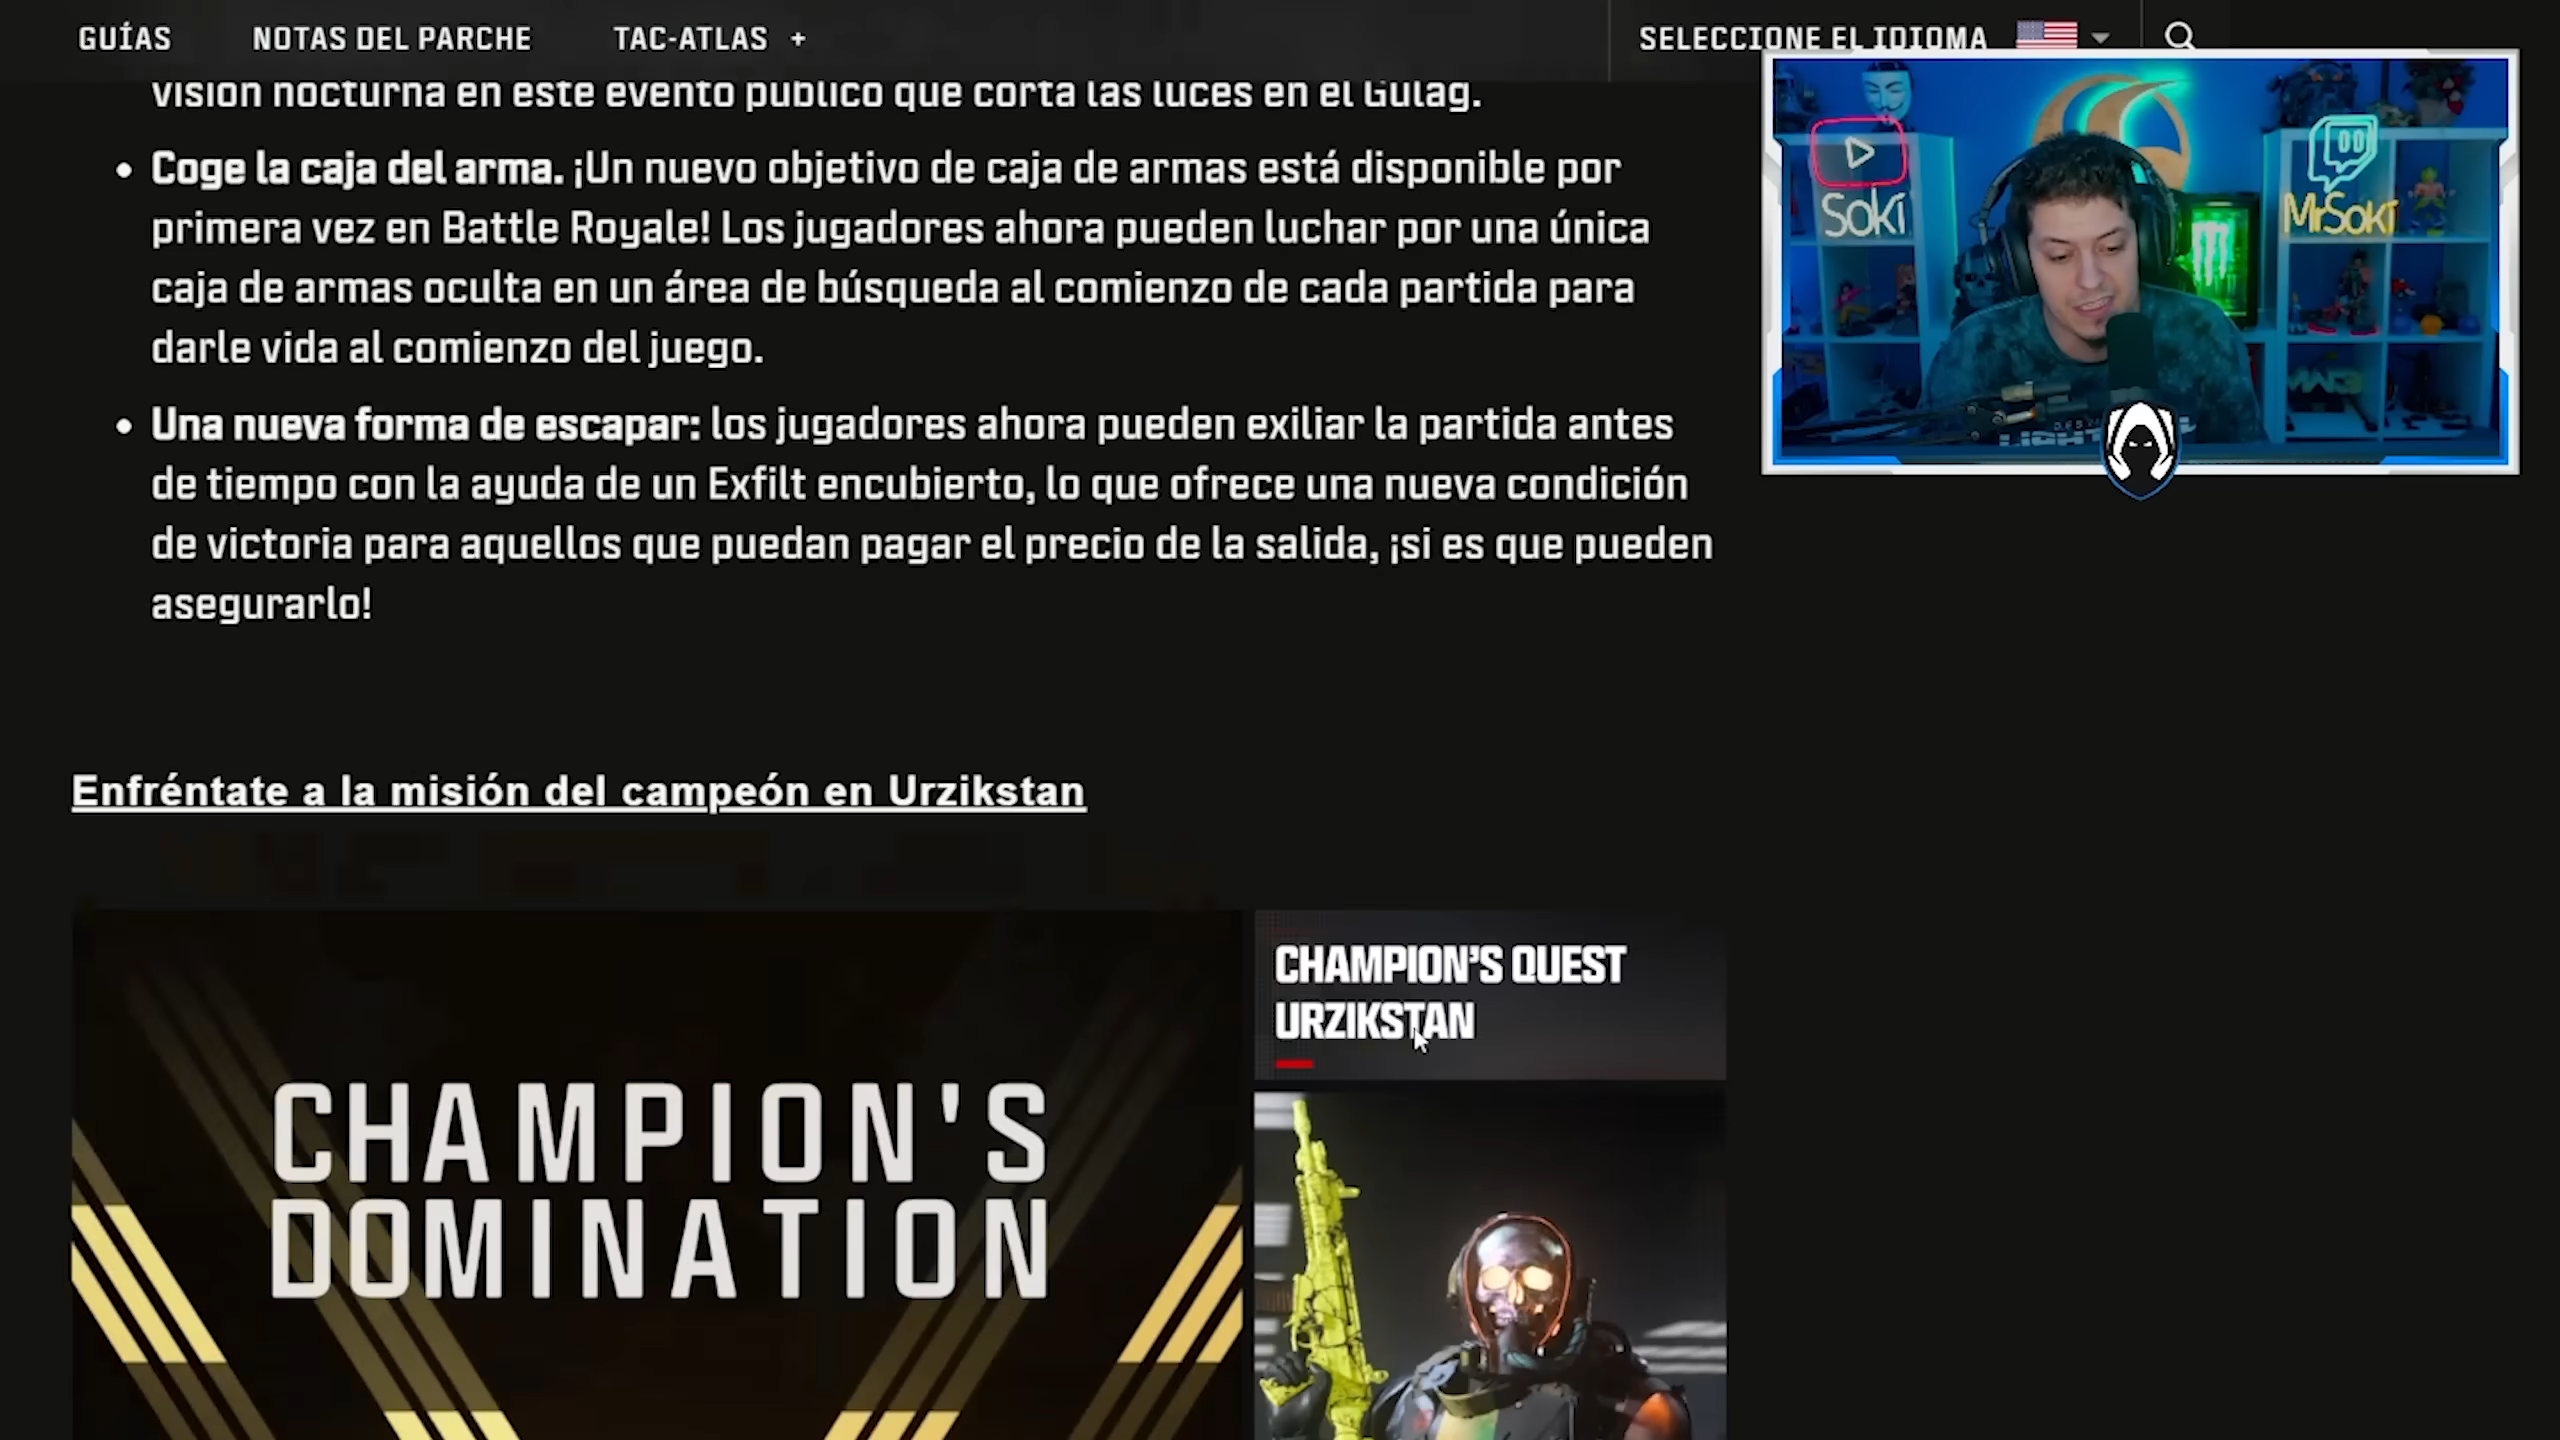 GUÍAS NOTAS DEL PARCHE TAC-ATLAS + SELECCIONE EL IDIOMA
visión nocturna en este evento público que corta las luces en el Gulag.
• Coge la caja del arma. ¡Un nuevo objetivo de caja de armas está disponible por
primera vez en Battle Royale! Los jugadores ahora pueden luchar por una única
caja de armas oculta en un área de búsqueda al comienzo de cada partida para
darle vida al comienzo del juego.
• Una nueva forma de escapar: los jugadores ahora pueden exiliar la partida antes
de tiempo con la ayuda de un Exfilt encubierto, lo que ofrece una nueva condición
de victoria para aquellos que puedan pagar el precio de la salida, ¡si es que pueden
asegurarlo!
Soki
MrSoki
Enfréntate a la misión del campeón en Urzikstan
CHAMPION'S
DOMINATION
CHAMPION'S QUEST
URZIKSTAN